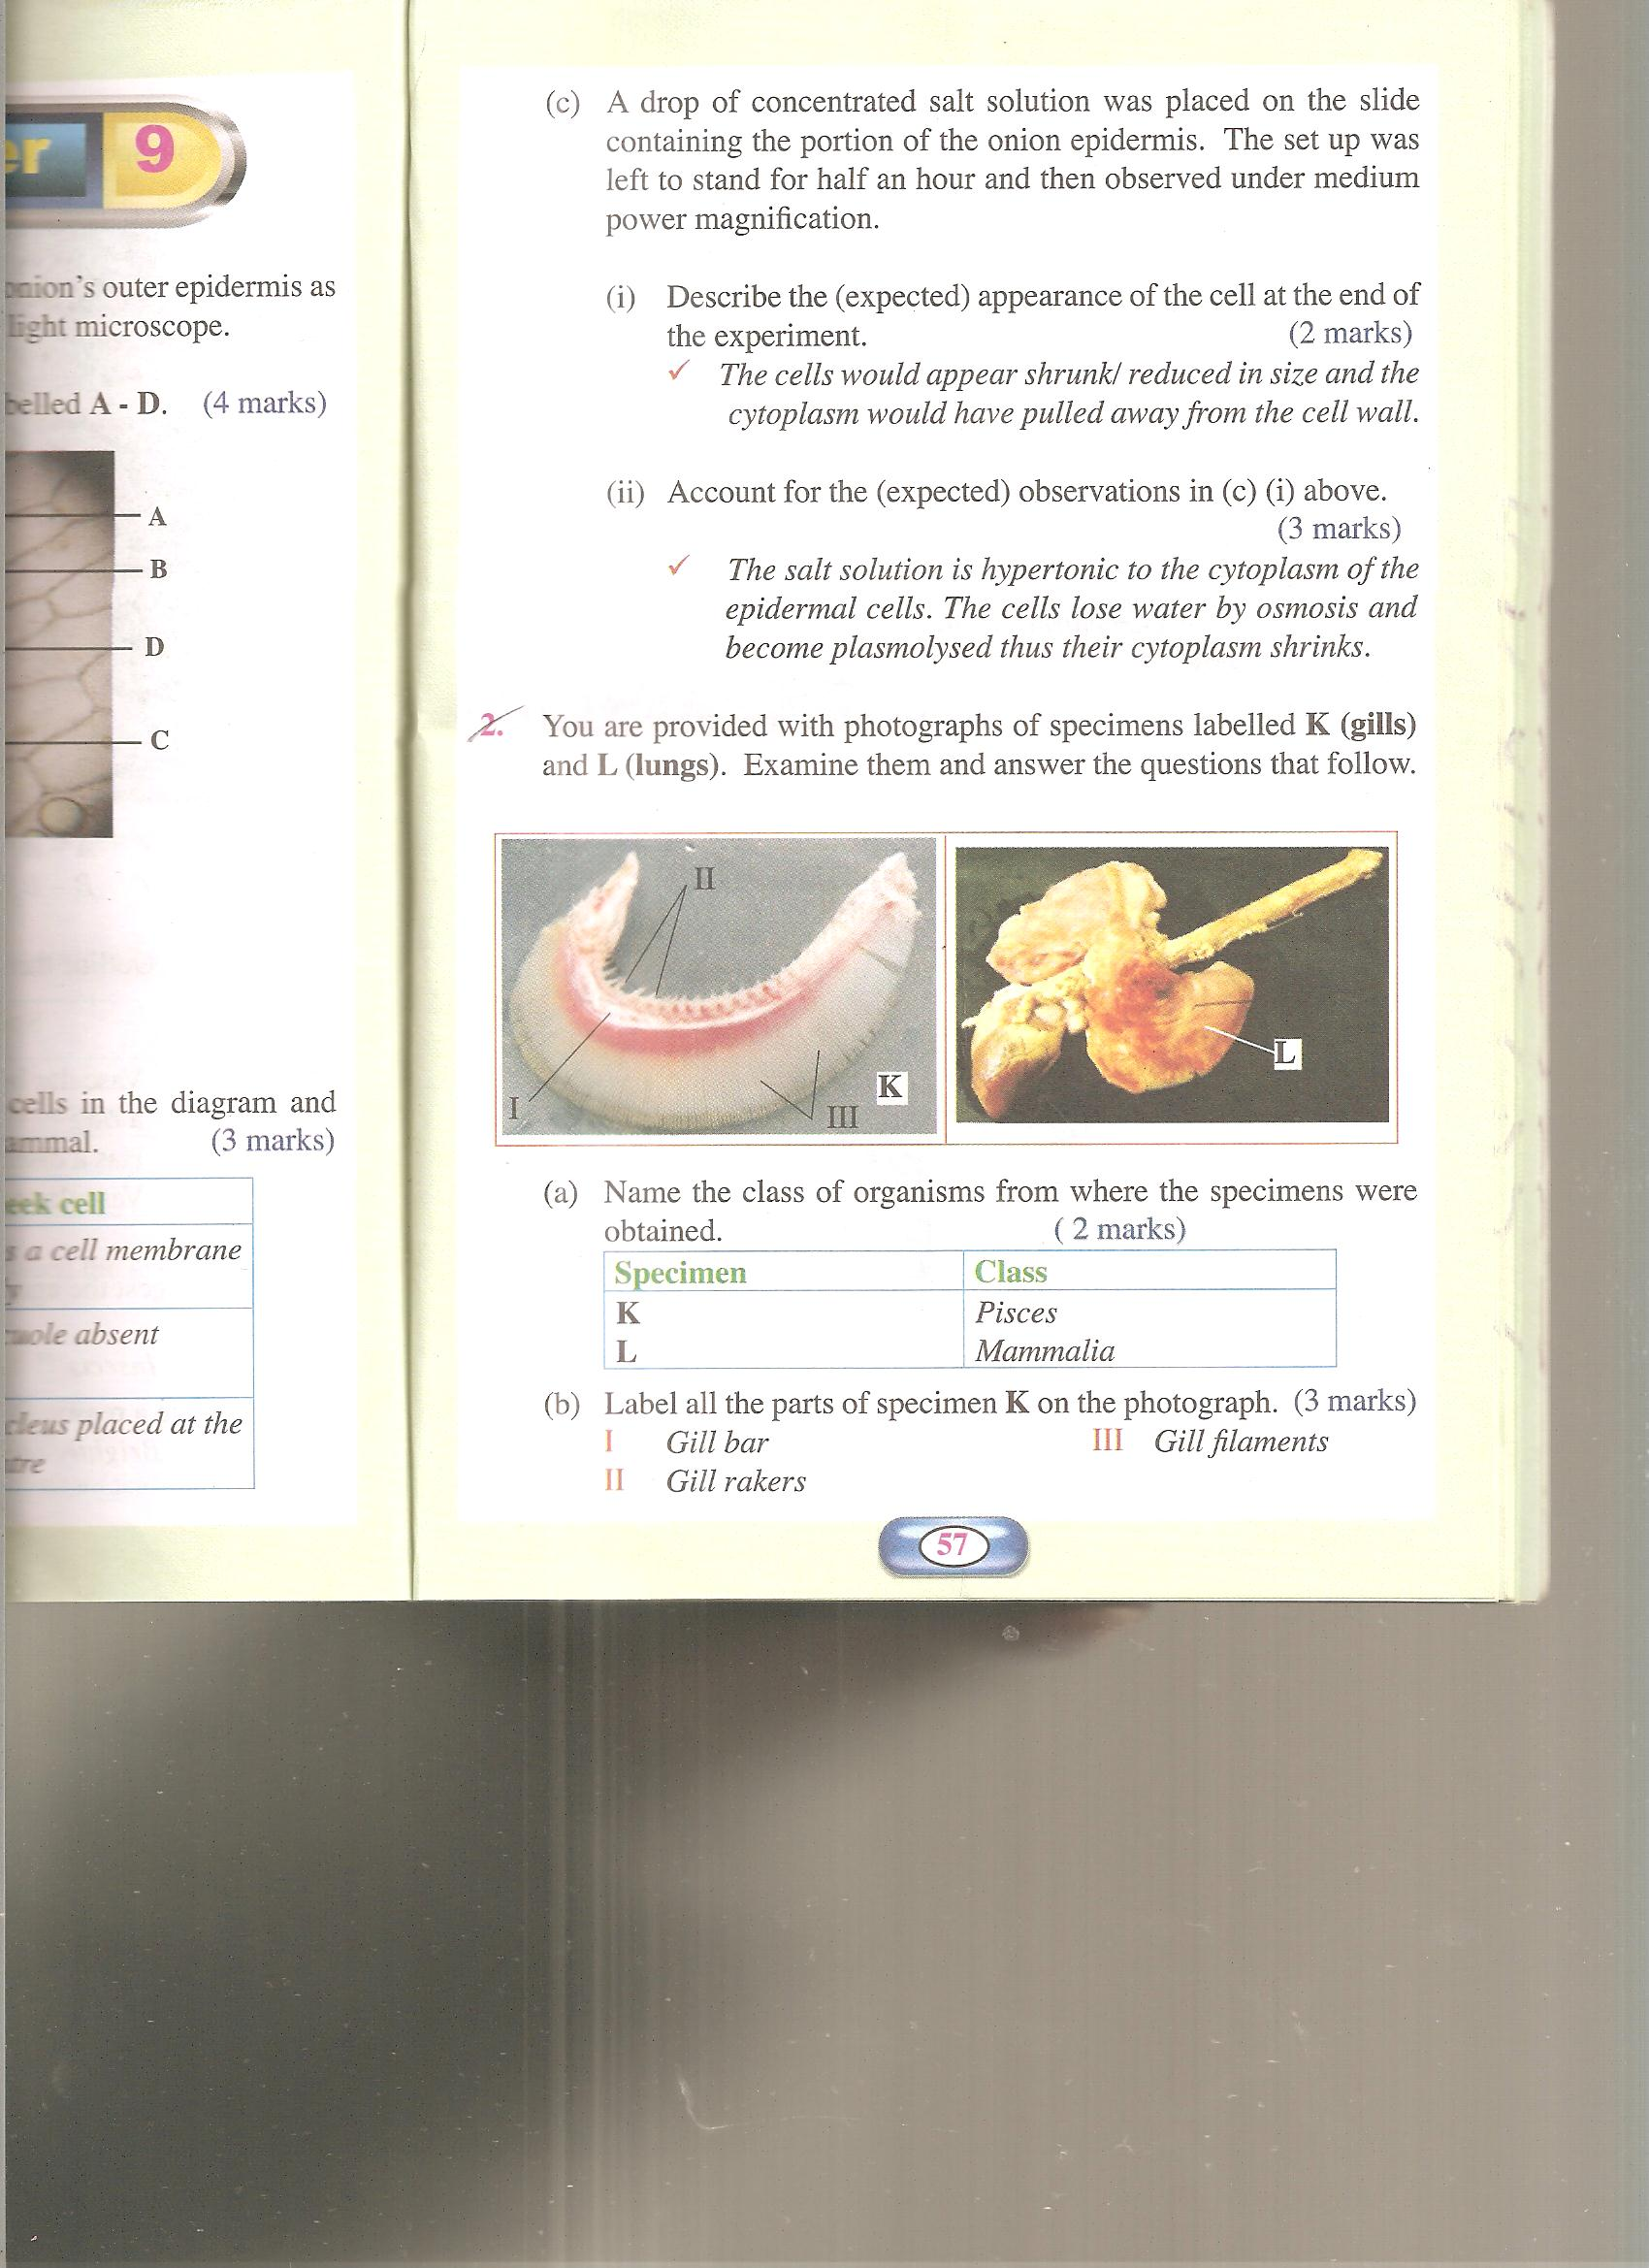 9
outer epidermis as
microscope.
A - D. (4 marks)
A
B
D
C
in the diagram and
(3 marks)
cell
a cell membrane
absent
placed at the
(c) A drop of concentrated salt solution was placed on the slide
containing the portion of the onion epidermis. The set up was
left to stand for half an hour and then observed under medium
power magnification.
(i) Describe the (expected) appearance of the cell at the end of
the experiment. (2 marks)
✓ The cells would appear shrunk/ reduced in size and the
cytoplasm would have pulled away from the cell wall.
(ii) Account for the (expected) observations in (c) (i) above.
(3 marks)
✓ The salt solution is hypertonic to the cytoplasm of the
epidermal cells. The cells lose water by osmosis and
become plasmolysed thus their cytoplasm shrinks.
2. You are provided with photographs of specimens labelled K (gills)
and L (lungs). Examine them and answer the questions that follow.
II
L
K
I
III
(a) Name the class of organisms from where the specimens were
obtained. ( 2 marks)
Specimen Class
K Pisces
L Mammalia
(b) Label all the parts of specimen K on the photograph. (3 marks)
I Gill bar III Gill filaments
II Gill rakers
57